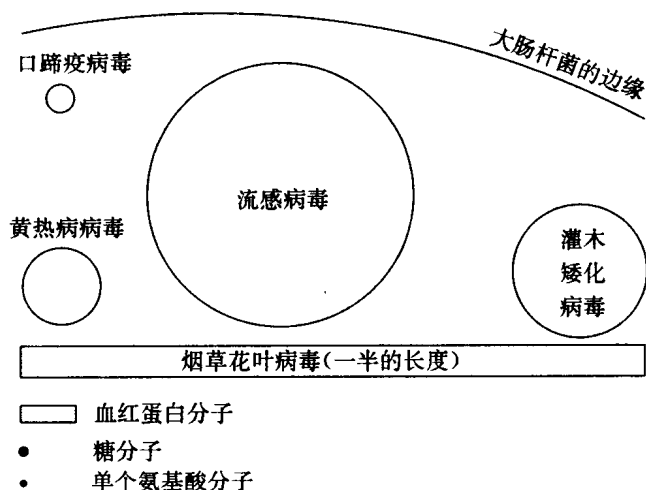 大肠杆菌的边缘
口蹄疫病毒
流感病毒
黄热病病毒
灌木
矮化
病毒
烟草花叶病毒(一半的长度)
血红蛋白分子
糖分子
单个氨基酸分子